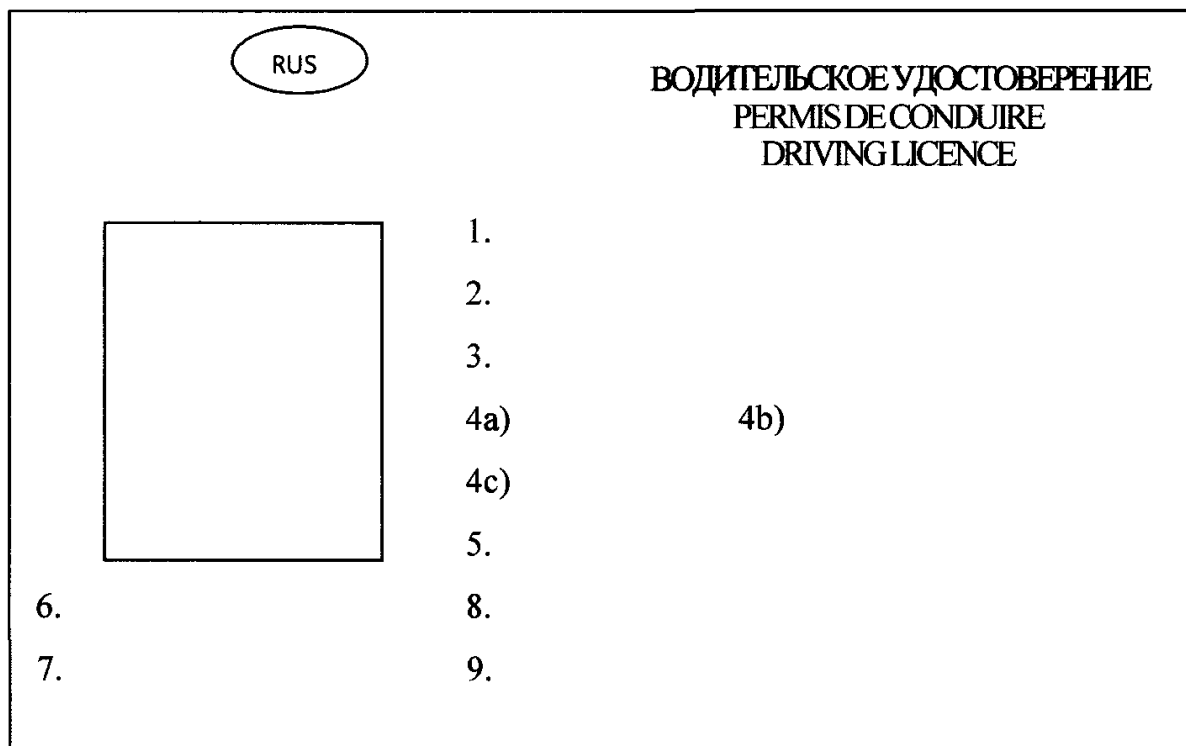 RUS
ВОДИТЕЛЬСКОЕ УДОСТОВЕРЕНИЕ
PERMIS DE CONDUIRE
DRIVING LICENCE
1.
2.
3.
4a) 4b)
4c)
5.
6. 8.
7. 9.